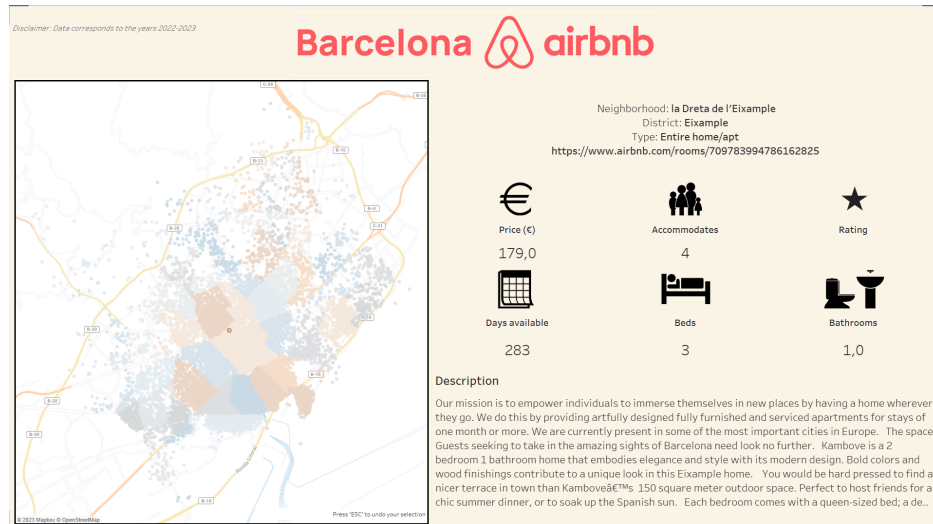 Disclaimer: Data corresponds to the years 2022-2023
Barcelona airbnb
Neighborhood: la Dreta de l'Eixample
District: Eixample
Type: Entire home/apt
https://www.airbnb.com/rooms/709783994786162825
Price (€)
Accommodates
Rating
179,0
4
Days available
Beds
Bathrooms
283
3
1,0
Description
Our mission is to empower individuals to immerse themselves in new places by having a home wherever
they go. We do this by providing artfully designed fully furnished and serviced apartments for stays of
one month or more. We are currently present in some of the most important cities in Europe. The space
Guests seeking to take in the amazing sights of Barcelona need look no further. Kambove is a 2
bedroom 1 bathroom home that embodies elegance and style with its modern design. Bold colors and
wood finishings contribute to a unique look in this Eixample home. You would be hard pressed to find a
nicer terrace in town than Kamboveâ€™s 150 square meter outdoor space. Perfect to host friends for a
chic summer dinner, or to soak up the Spanish sun. Each bedroom comes with a queen-sized bed; a de..
B-20
B-20
Ronda Litoral
B-10
Press "ESC" to undo your selection
© 2023 Mapbox © OpenStreetMap